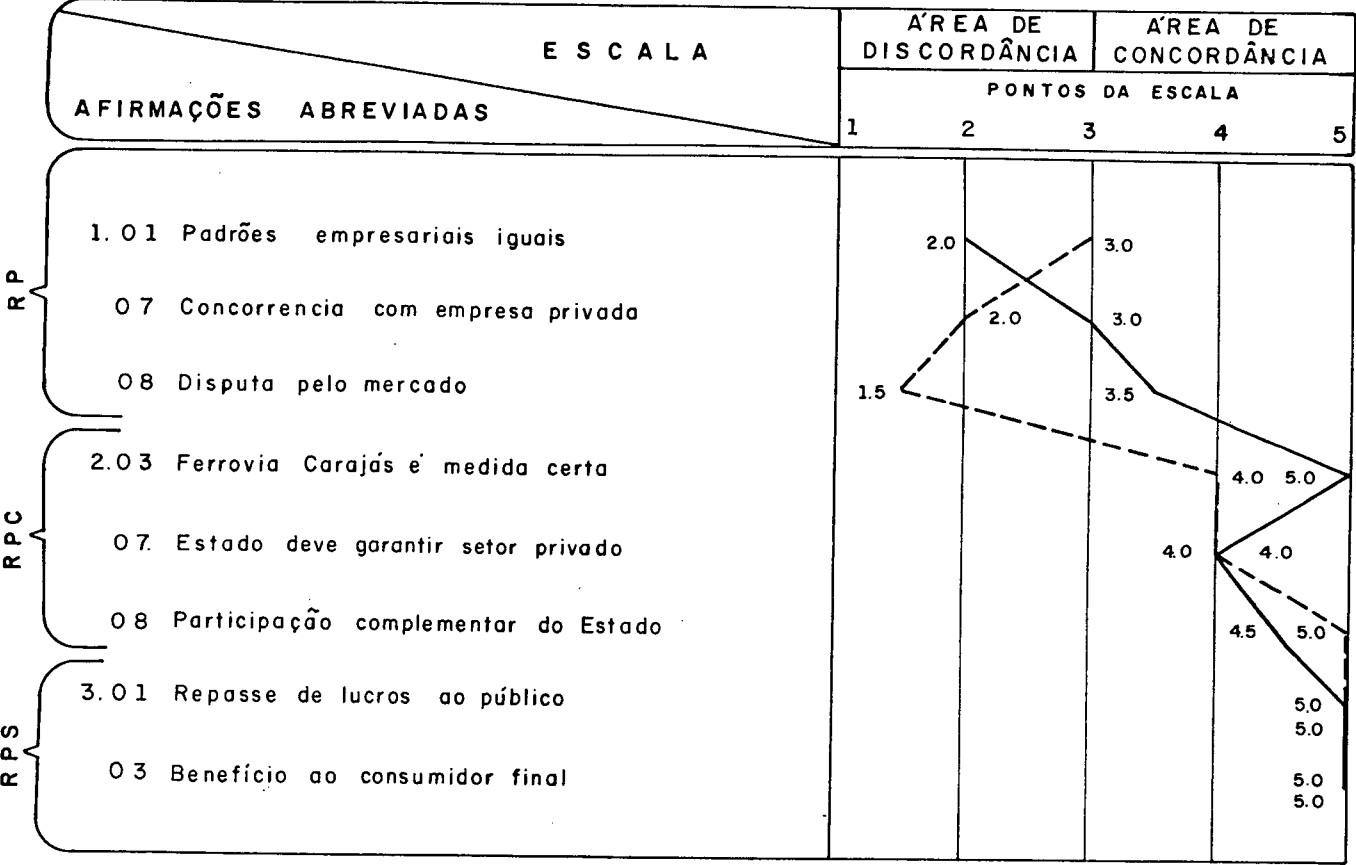 ESCALA
AFIRMAÇÕES ABREVIADAS
ÁREA DE DISCORDÂNCIA
ÁREA DE CONCORDÂNCIA
PONTOS DA ESCALA
1 2 3 4 5
RP
1.01 Padrões empresariais iguais
2.0 3.0
07 Concorrencia com empresa privada
2.0 3.0
08 Disputa pelo mercado
1.5 3.5
RPC
2.03 Ferrovia Carajás é medida certa
4.0 5.0
07. Estado deve garantir setor privado
4.0 4.0
08 Participação complementar do Estado
4.5 5.0
RPS
3.01 Repasse de lucros ao público
5.0
5.0
03 Benefício ao consumidor final
5.0
5.0